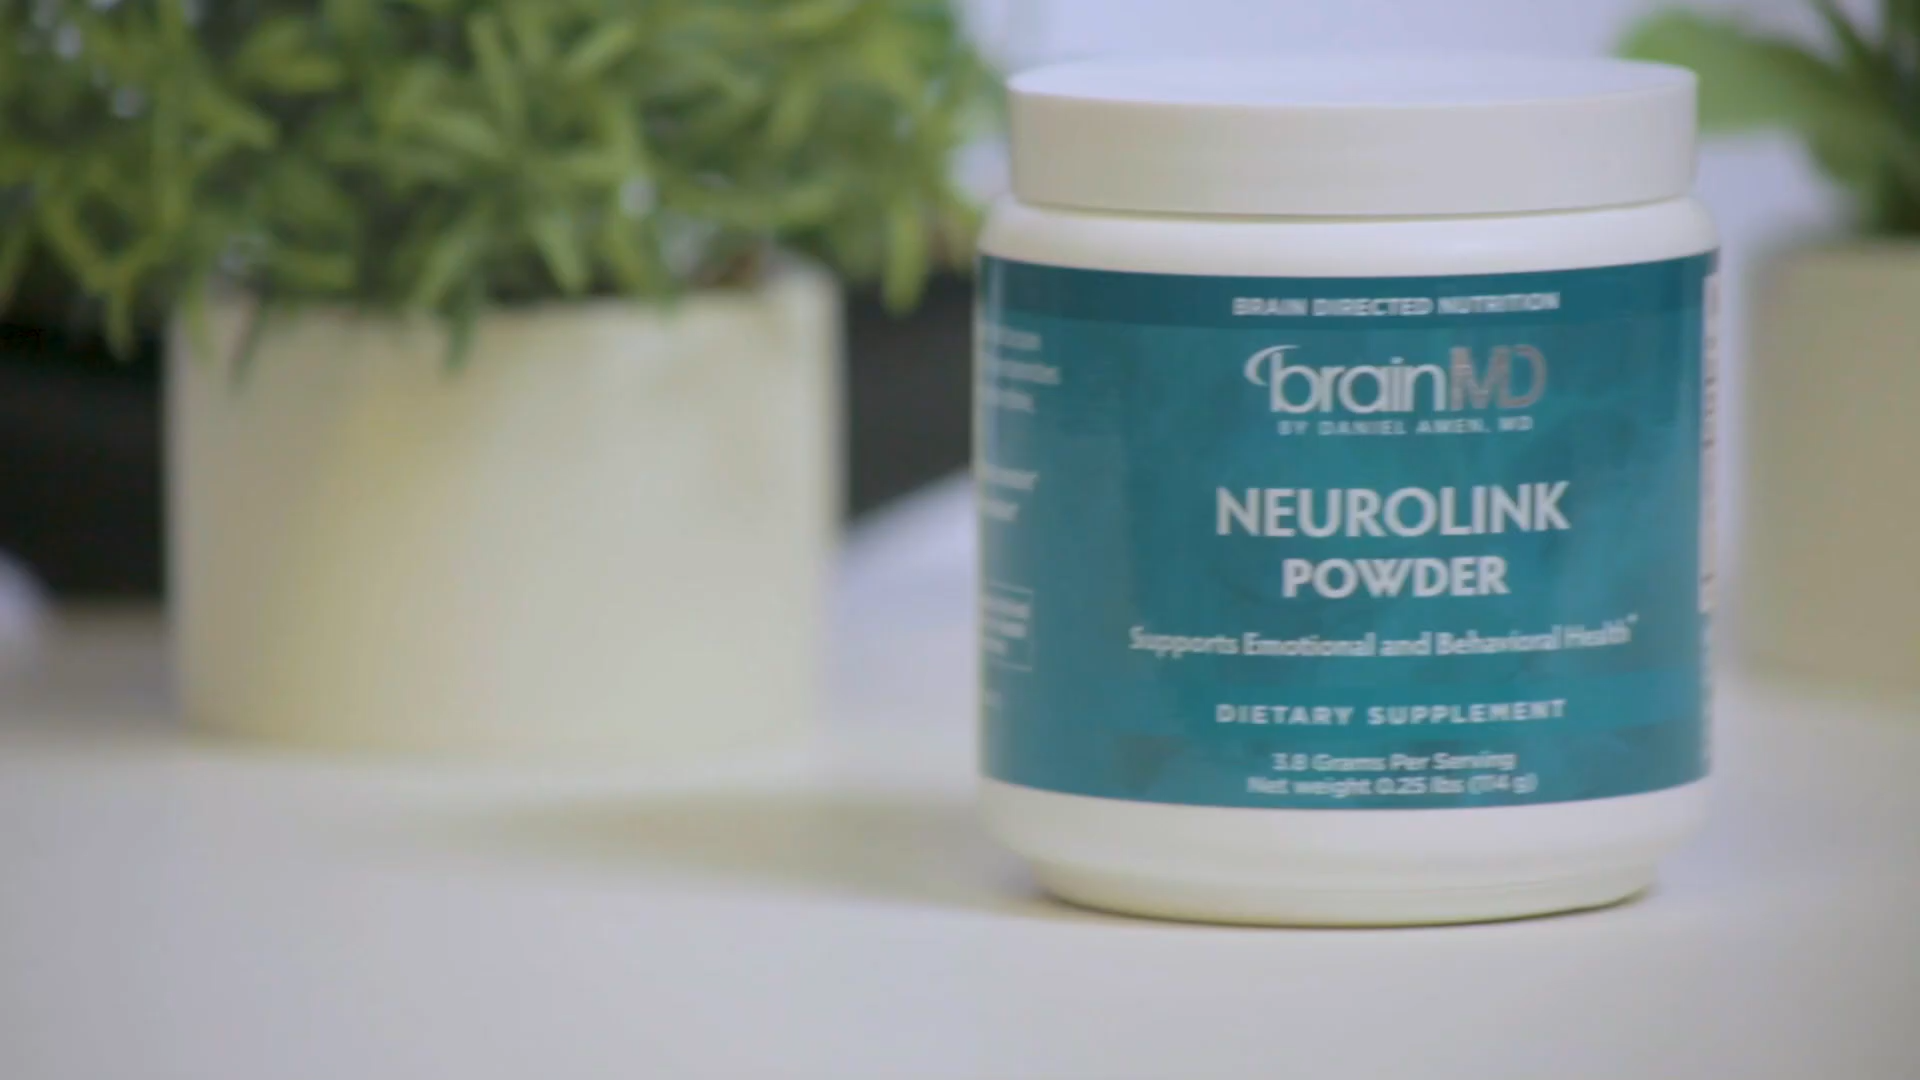 BRAIN DIRECTED NUTRITION
brainMD
BY DANIEL AMEN, MD
NEUROLINK
POWDER
Supports Emotional and Behavioral Health*
DIETARY SUPPLEMENT
3.8 Grams Per Serving
Net weight 0.25 lbs (114 g)